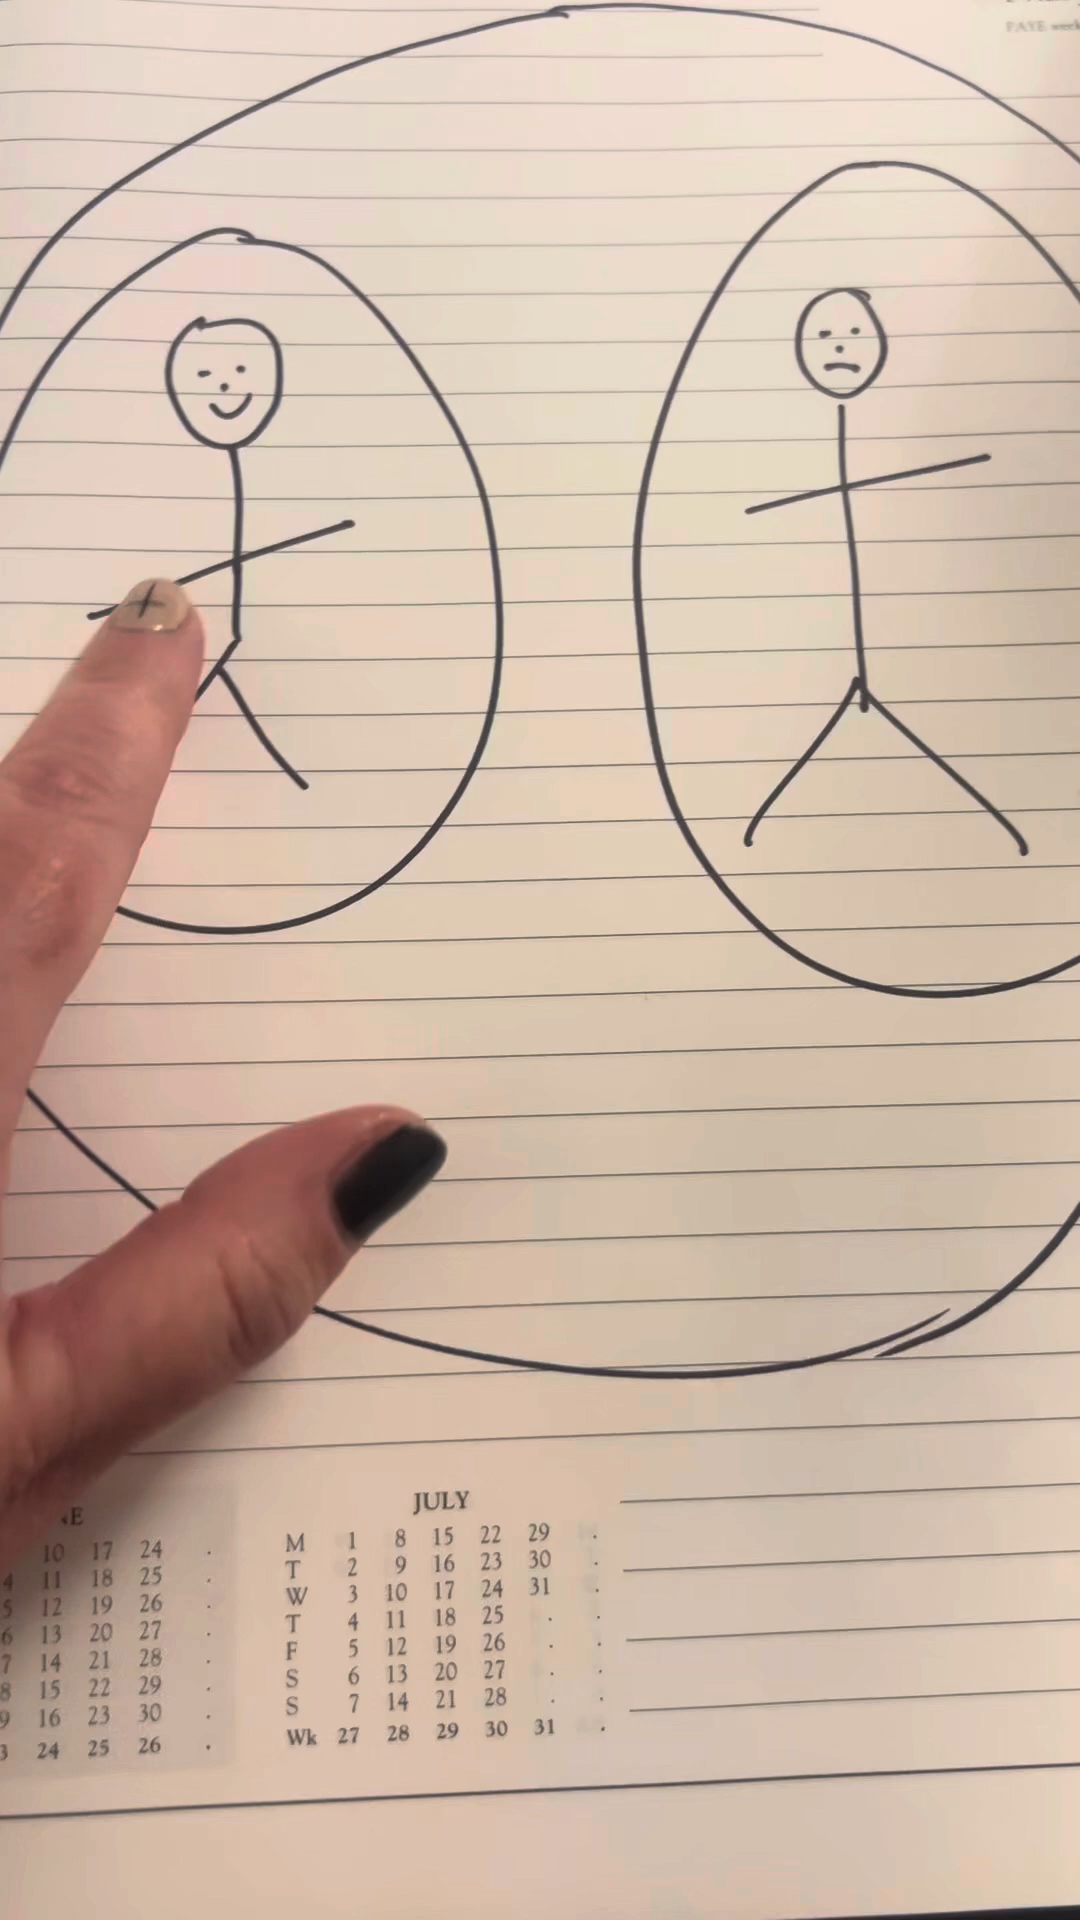 PAYE week
JULY
10 17 24 .
4 11 18 25 .
5 12 19 26 .
6 13 20 27 .
7 14 21 28 .
8 15 22 29 .
9 16 23 30 .
24 25 26 .
M 1 8 15 22 29 .
T 2 9 16 23 30 .
W 3 10 17 24 31 .
T 4 11 18 25 . .
F 5 12 19 26 . .
S 6 13 20 27 . .
S 7 14 21 28 . .
Wk 27 28 29 30 31 .